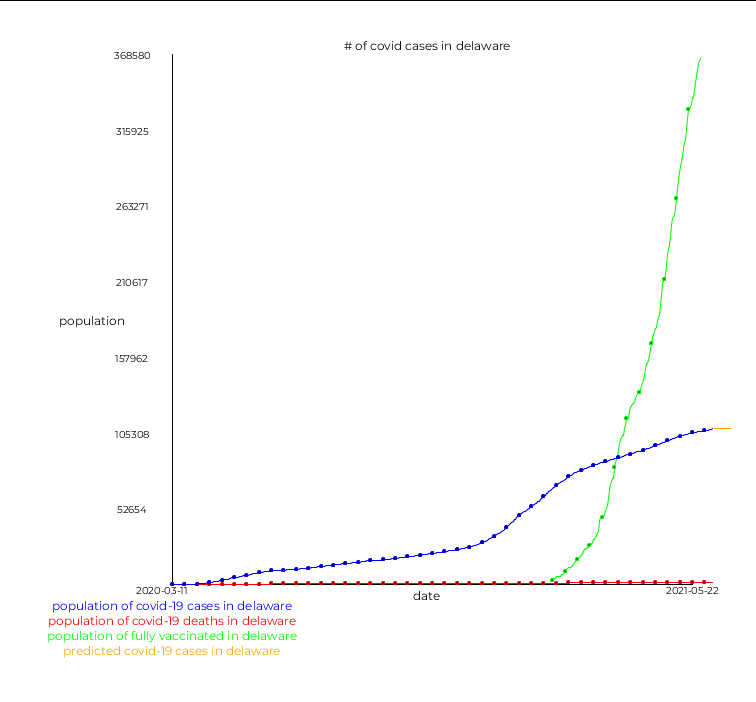 # of covid cases in delaware
368580
315925
263271
210617
population
157962
105308
52654
2020-03-11
2021-05-22
date
population of covid-19 cases in delaware
population of covid-19 deaths in delaware
population of fully vaccinated in delaware
predicted covid-19 cases in delaware